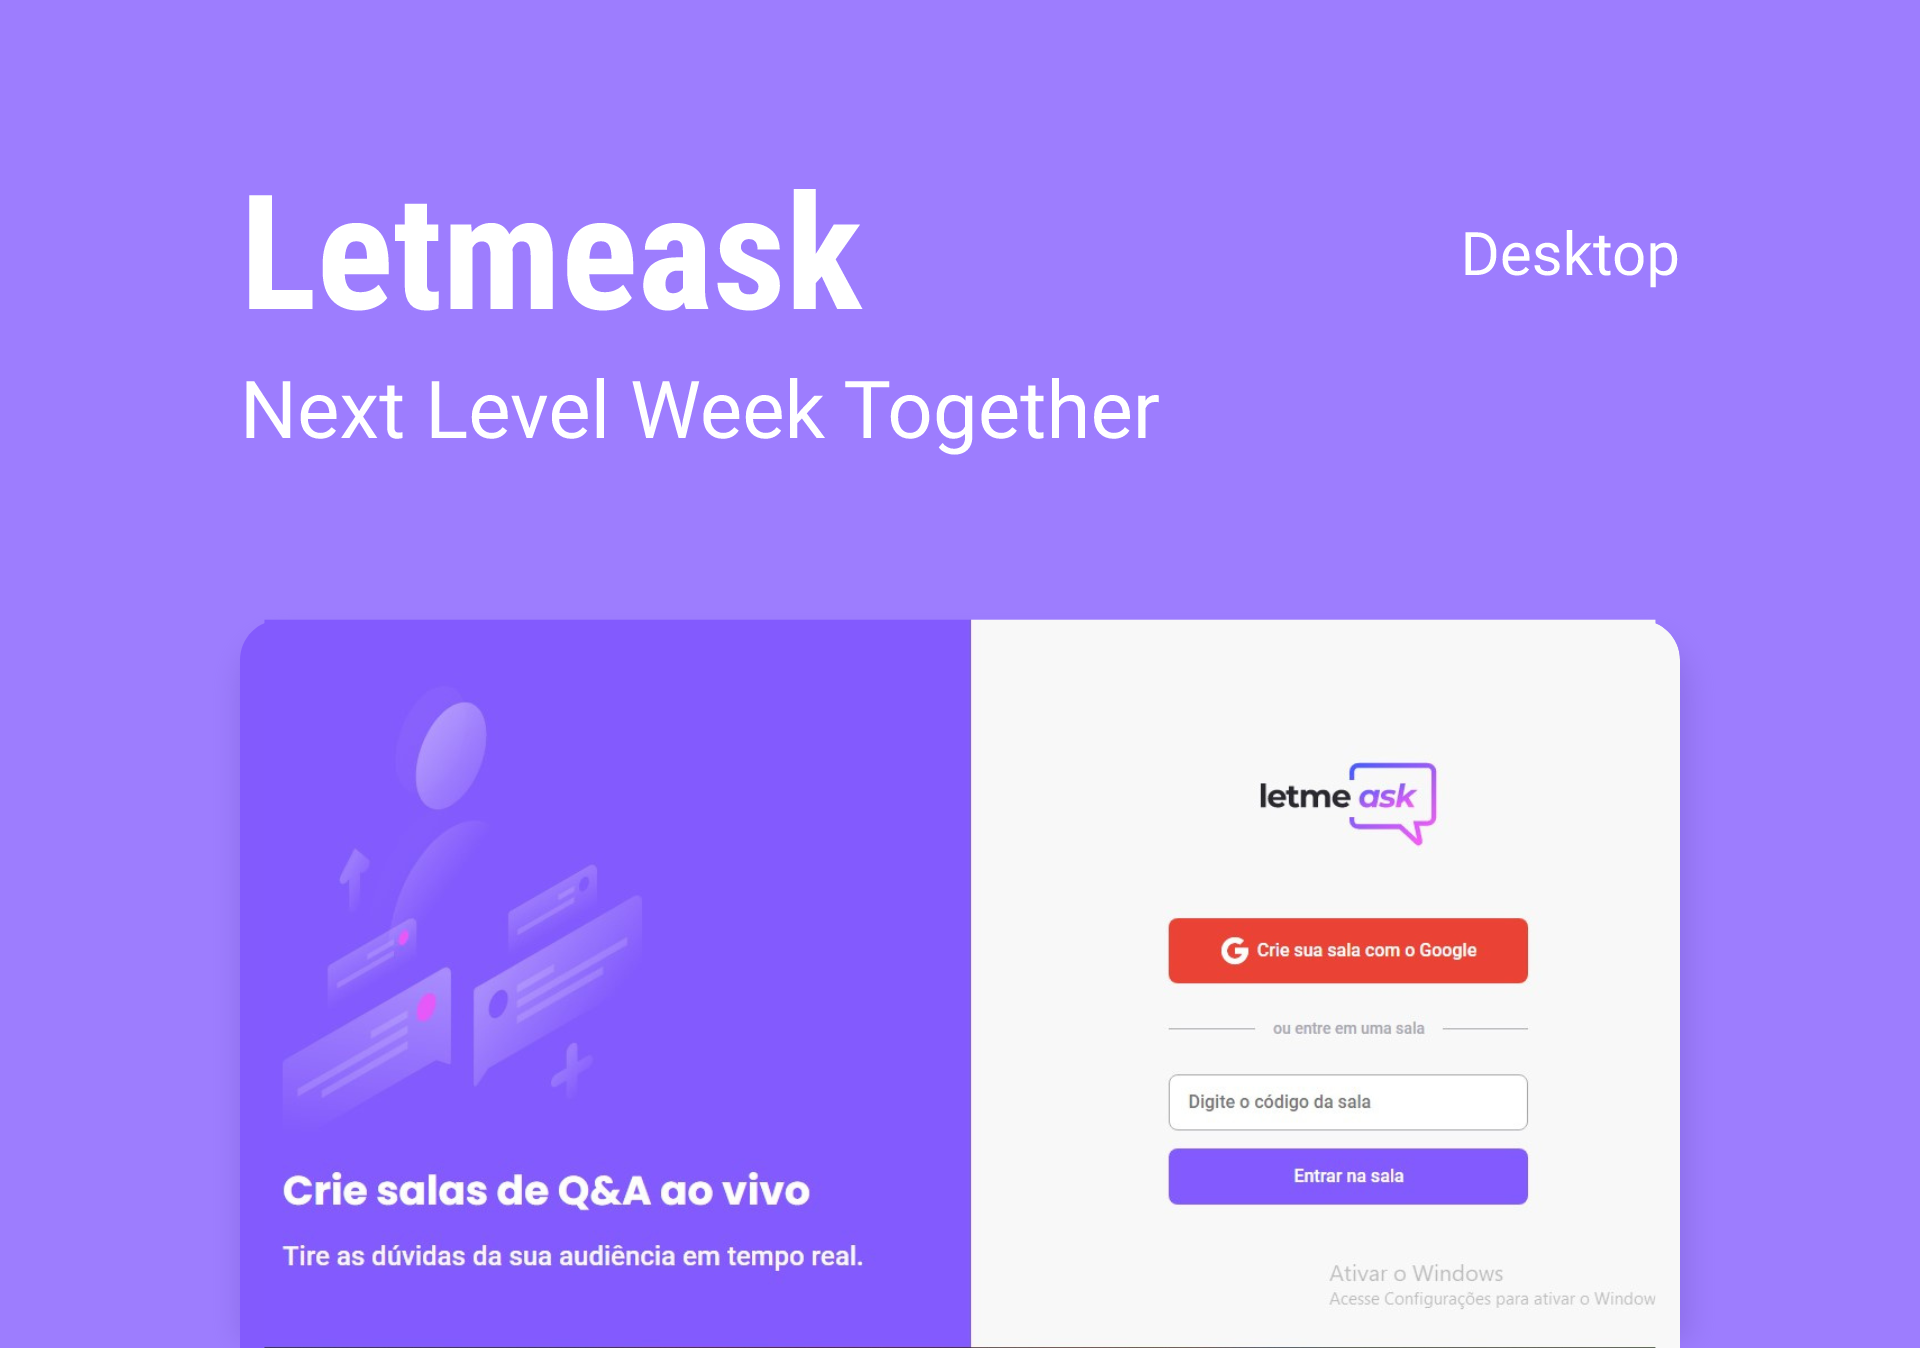 Letmeask
Desktop
Next Level Week Together
letme ask
Crie sua sala com o Google
ou entre em uma sala
Digite o código da sala
Entrar na sala
Crie salas de Q&A ao vivo
Tire as dúvidas da sua audiência em tempo real.
Ativar o Windows
Acesse Configurações para ativar o Window